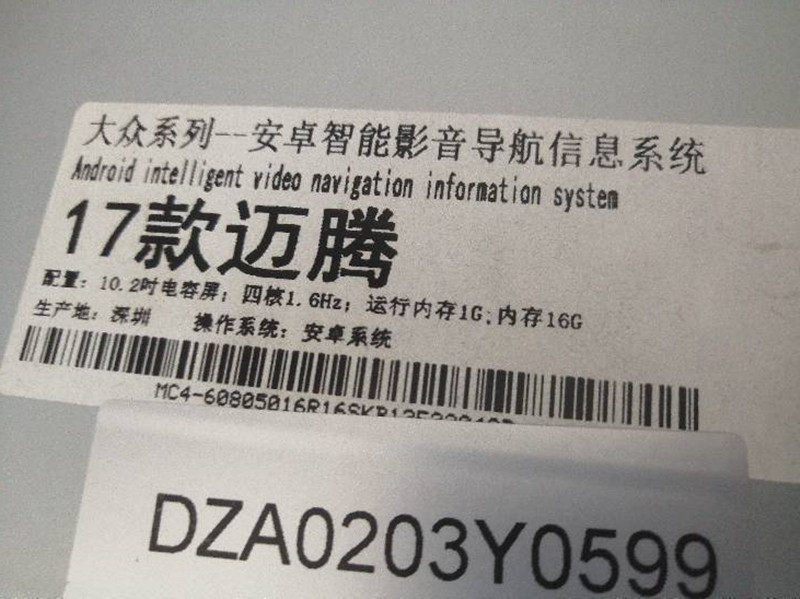 大众系列--安卓智能影音导航信息系统
Android intelligent video navigation information system
17款迈腾
配置：10.2吋电容屏；四核1.6Hz；运行内存1G；内存16G
生产地：深圳 操作系统：安卓系统
DZA0203Y0599